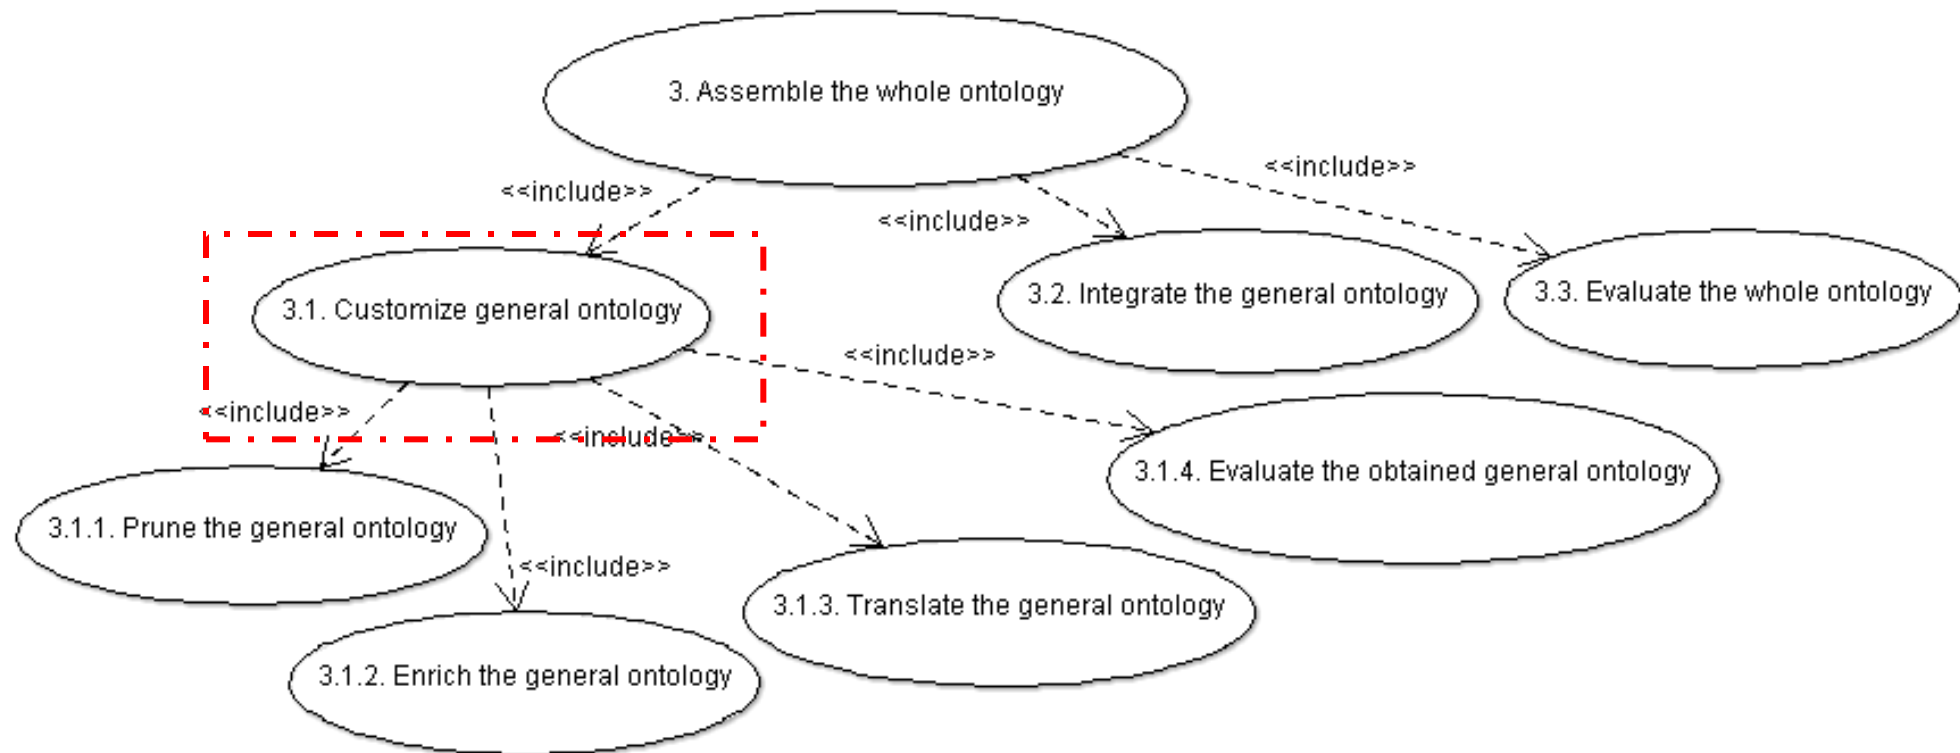 3. Assemble the whole ontology
<<include>>
<<include>>
<<include>>
3.1. Customize general ontology
3.2. Integrate the general ontology
3.3. Evaluate the whole ontology
<<include>>
<<include>>
<<include>>
3.1.4. Evaluate the obtained general ontology
3.1.1. Prune the general ontology
<<include>>
3.1.3. Translate the general ontology
3.1.2. Enrich the general ontology